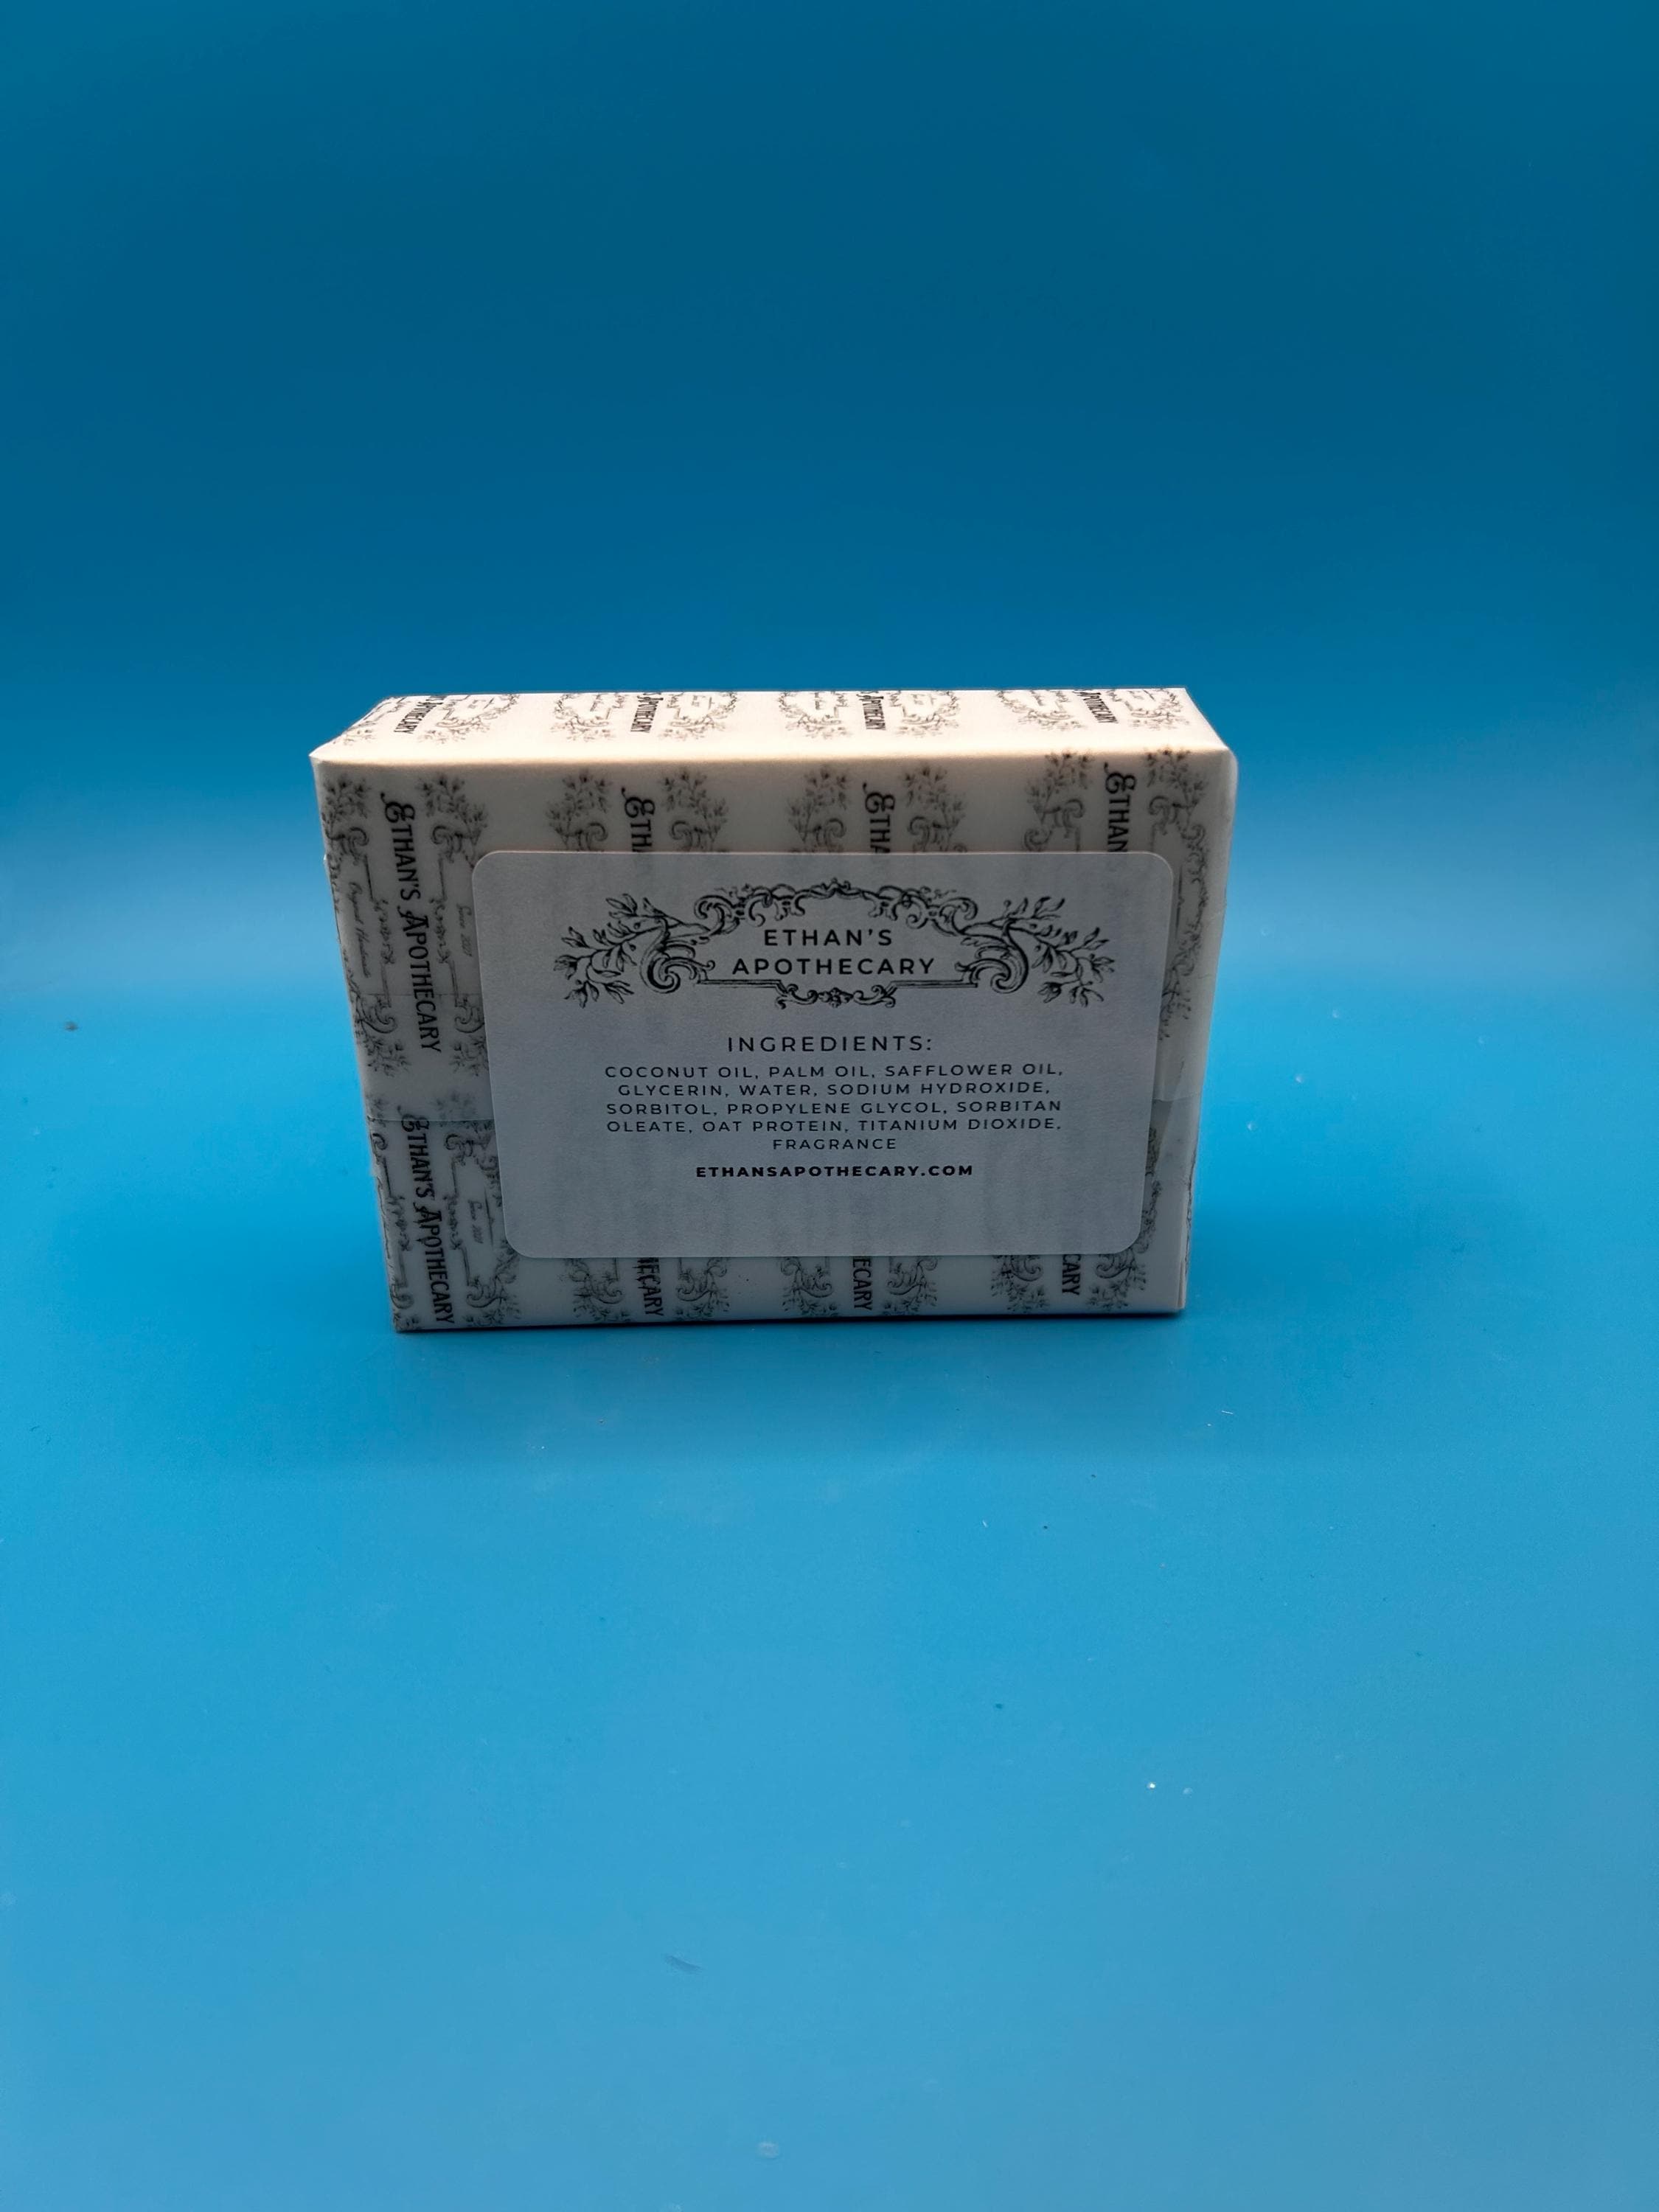 ETHAN'S APOTHECARY
ETHAN'S APOTHECARY
ETHAN'S
APOTHECARY
INGREDIENTS:
COCONUT OIL, PALM OIL, SAFFLOWER OIL,
GLYCERIN, WATER, SODIUM HYDROXIDE,
SORBITOL, PROPYLENE GLYCOL, SORBITAN
OLEATE, OAT PROTEIN, TITANIUM DIOXIDE,
FRAGRANCE
ETHANSAPOTHECARY.COM